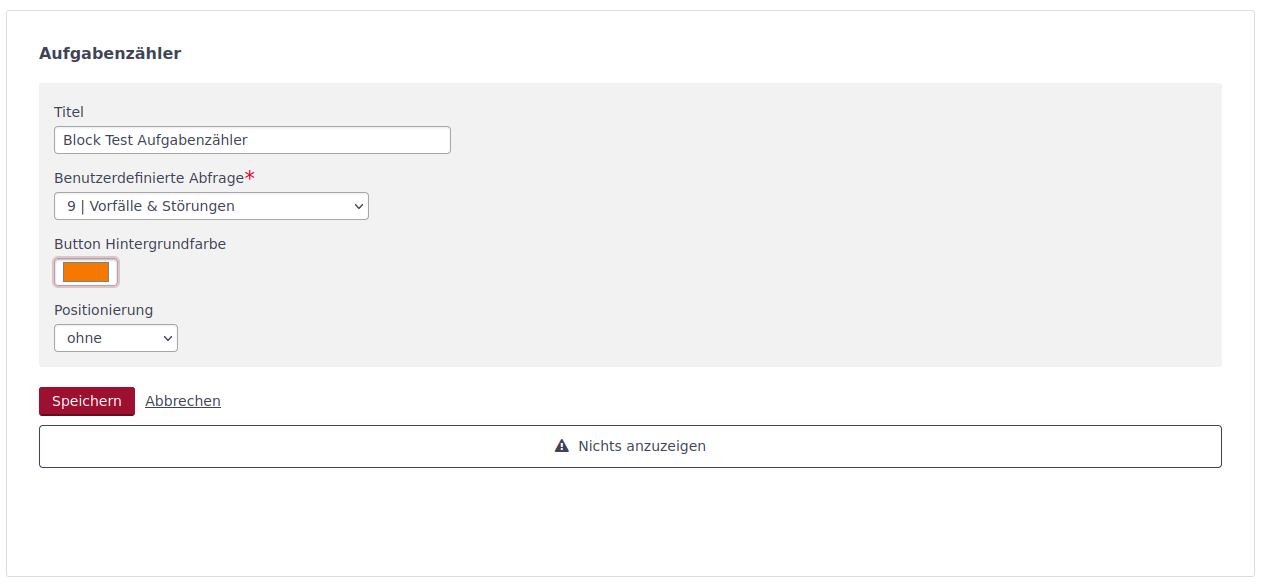 Aufgabenzähler
Titel
Block Test Aufgabenzähler
Benutzerdefinierte Abfrage*
9 | Vorfälle & Störungen
Button Hintergrundfarbe
Positionierung
ohne
Speichern Abbrechen
Nichts anzuzeigen